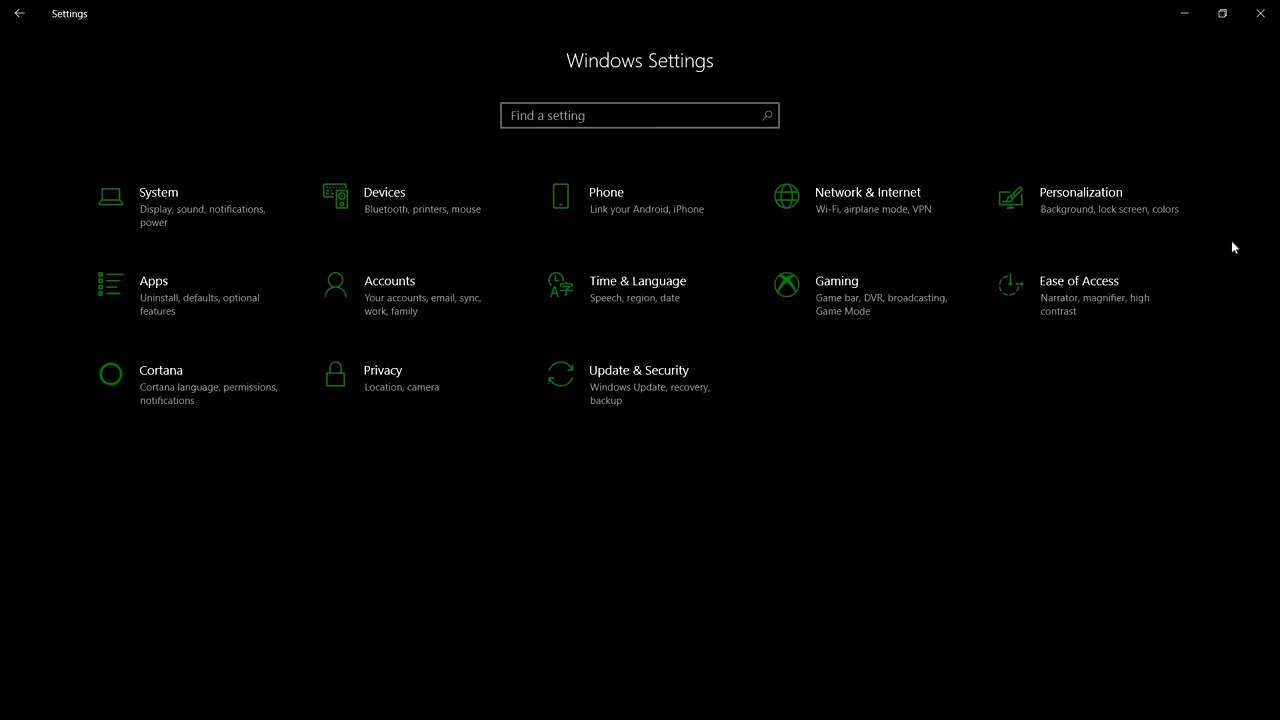 Settings
Windows Settings
Find a setting
System
Display, sound, notifications,
power
Devices
Bluetooth, printers, mouse
Phone
Link your Android, iPhone
Network & Internet
Wi-Fi, airplane mode, VPN
Personalization
Background, lock screen, colors
Apps
Uninstall, defaults, optional
features
Accounts
Your accounts, email, sync,
work, family
Time & Language
Speech, region, date
Gaming
Game bar, DVR, broadcasting,
Game Mode
Ease of Access
Narrator, magnifier, high
contrast
Cortana
Cortana language, permissions,
notifications
Privacy
Location, camera
Update & Security
Windows Update, recovery,
backup